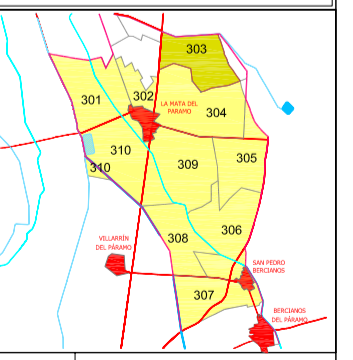 303
301
302
LA MATA DEL
PARAMO
304
310
310
309
305
VILLARRÍN
DEL PÁRAMO
308
306
SAN PEDRO
BERCIANOS
307
BERCIANOS
DEL PÁRAMO